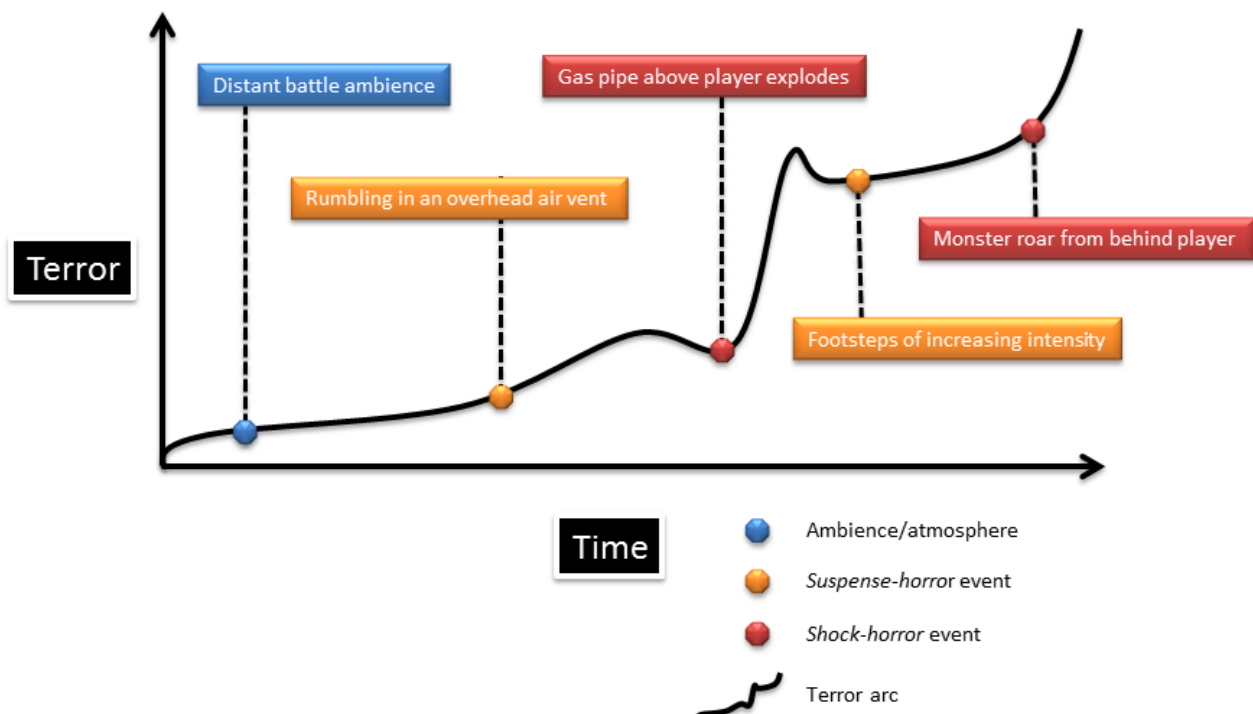 Distant battle ambience
Gas pipe above player explodes
Rumbling in an overhead air vent
Monster roar from behind player
Terror
Footsteps of increasing intensity
Time
Ambience/atmosphere
Suspense-horror event
Shock-horror event
Terror arc